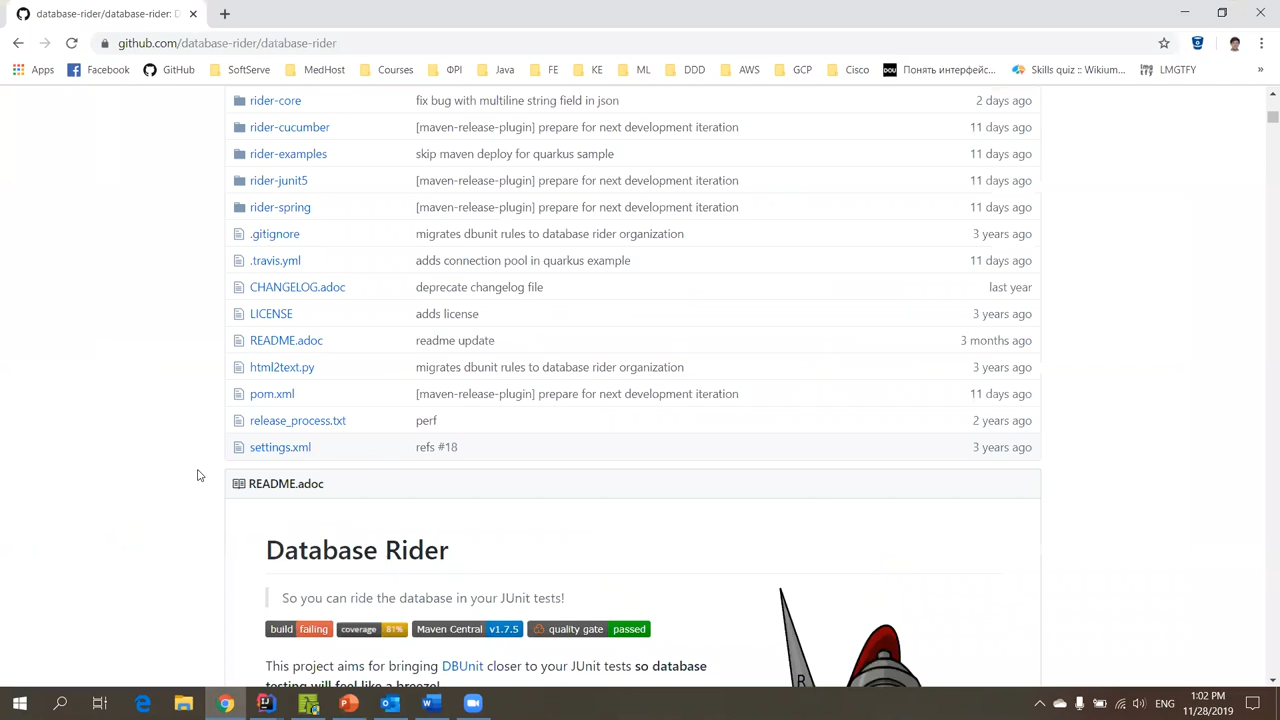 database-rider/database-rider: D
github.com/database-rider/database-rider
Apps Facebook GitHub SoftServe MedHost Courses ФРІ Java FE KE ML DDD AWS GCP Cisco DOU Понять интерфейс... Skills quiz :: Wikium... LMGTFY »
rider-core fix bug with multiline string field in json 2 days ago
rider-cucumber [maven-release-plugin] prepare for next development iteration 11 days ago
rider-examples skip maven deploy for quarkus sample 11 days ago
rider-junit5 [maven-release-plugin] prepare for next development iteration 11 days ago
rider-spring [maven-release-plugin] prepare for next development iteration 11 days ago
.gitignore migrates dbunit rules to database rider organization 3 years ago
.travis.yml adds connection pool in quarkus example 11 days ago
CHANGELOG.adoc deprecate changelog file last year
LICENSE adds license 3 years ago
README.adoc readme update 3 months ago
html2text.py migrates dbunit rules to database rider organization 3 years ago
pom.xml [maven-release-plugin] prepare for next development iteration 11 days ago
release_process.txt perf 2 years ago
settings.xml refs #18 3 years ago
README.adoc
Database Rider
So you can ride the database in your JUnit tests!
build failing coverage 81% Maven Central v1.7.5 quality gate passed
This project aims for bringing DBUnit closer to your JUnit tests so database
testing will feel like a breeze!
R
ENG
1:02 PM
11/28/2019